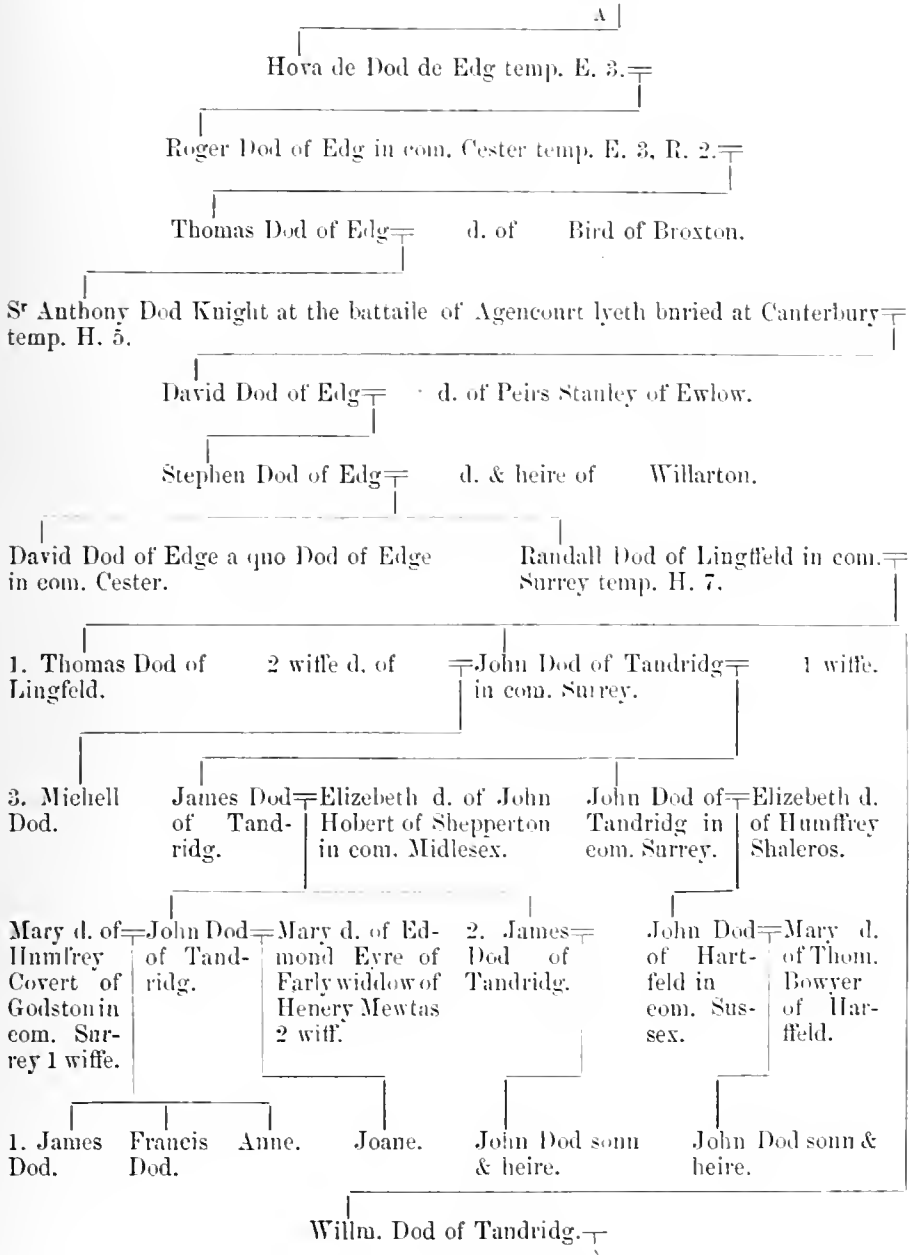 A
Hova de Dod de Edg temp. E. 3.
Roger Dod of Edg in com. Cester temp. E. 3, R. 2.
Thomas Dod of Edg d. of Bird of Broxton.
Sr Anthony Dod Knight at the battaile of Agencourt lyeth buried at Canterbury
temp. H. 5.
David Dod of Edg d. of Peirs Stanley of Ewlow.
Stephen Dod of Edg d. & heire of Willarton.
David Dod of Edge a quo Dod of Edge
in com. Cester.
Randall Dod of Lingffeld in com.
Surrey temp. H. 7.
1. Thomas Dod of
Lingfeld.
2 wiffe d. of
John Dod of Tandridg
in com. Surrey.
1 wiffe.
3. Michell
Dod.
James Dod
of Tand-
ridg.
Elizebeth d. of John
Hobert of Shepperton
in com. Midlesex.
John Dod of
Tandridg in
com. Surrey.
Elizebeth d.
of Humffrey
Shalcros.
Mary d. of
Humfrey
Covert of
Godston in
com. Sur-
rey 1 wiffe.
John Dod
of Tand-
ridg.
Mary d. of Ed-
mond Eyre of
Farly widdow of
Henery Mewtas
2 wiff.
2. James
Dod of
Tandridg.
John Dod
of Hart-
feld in
com. Sus-
sex.
Mary d.
of Thom.
Bowyer
of Har-
ffeld.
1. James
Dod.
Francis
Dod.
Anne.
Joane.
John Dod sonn
& heire.
John Dod sonn &
heire.
Willm. Dod of Tandridg.